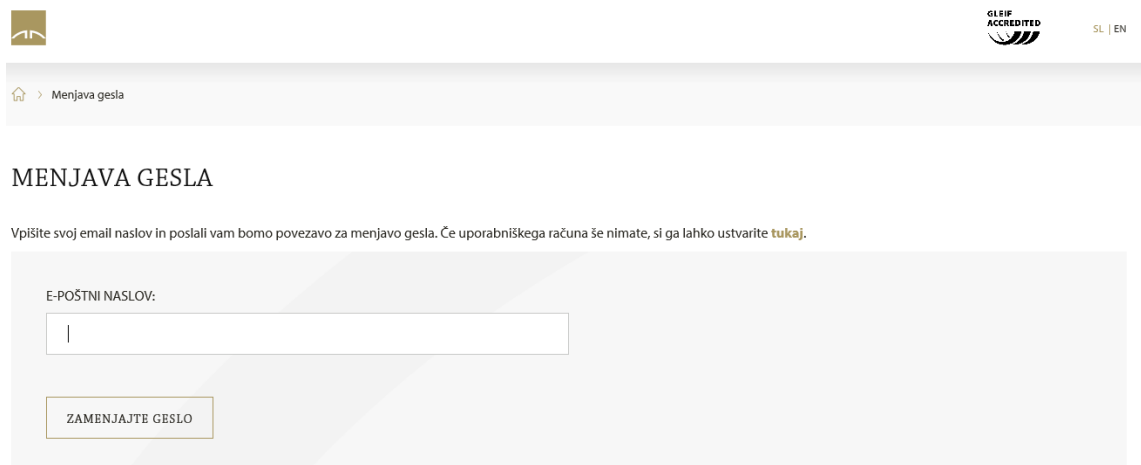 GLEIF
ACCREDITED
SL | EN
Menjava gesla
MENJAVA GESLA
Vpišite svoj email naslov in poslali vam bomo povezavo za menjavo gesla. Če uporabniškega računa še nimate, si ga lahko ustvarite tukaj.
E-POŠTNI NASLOV:
ZAMENJAJTE GESLO